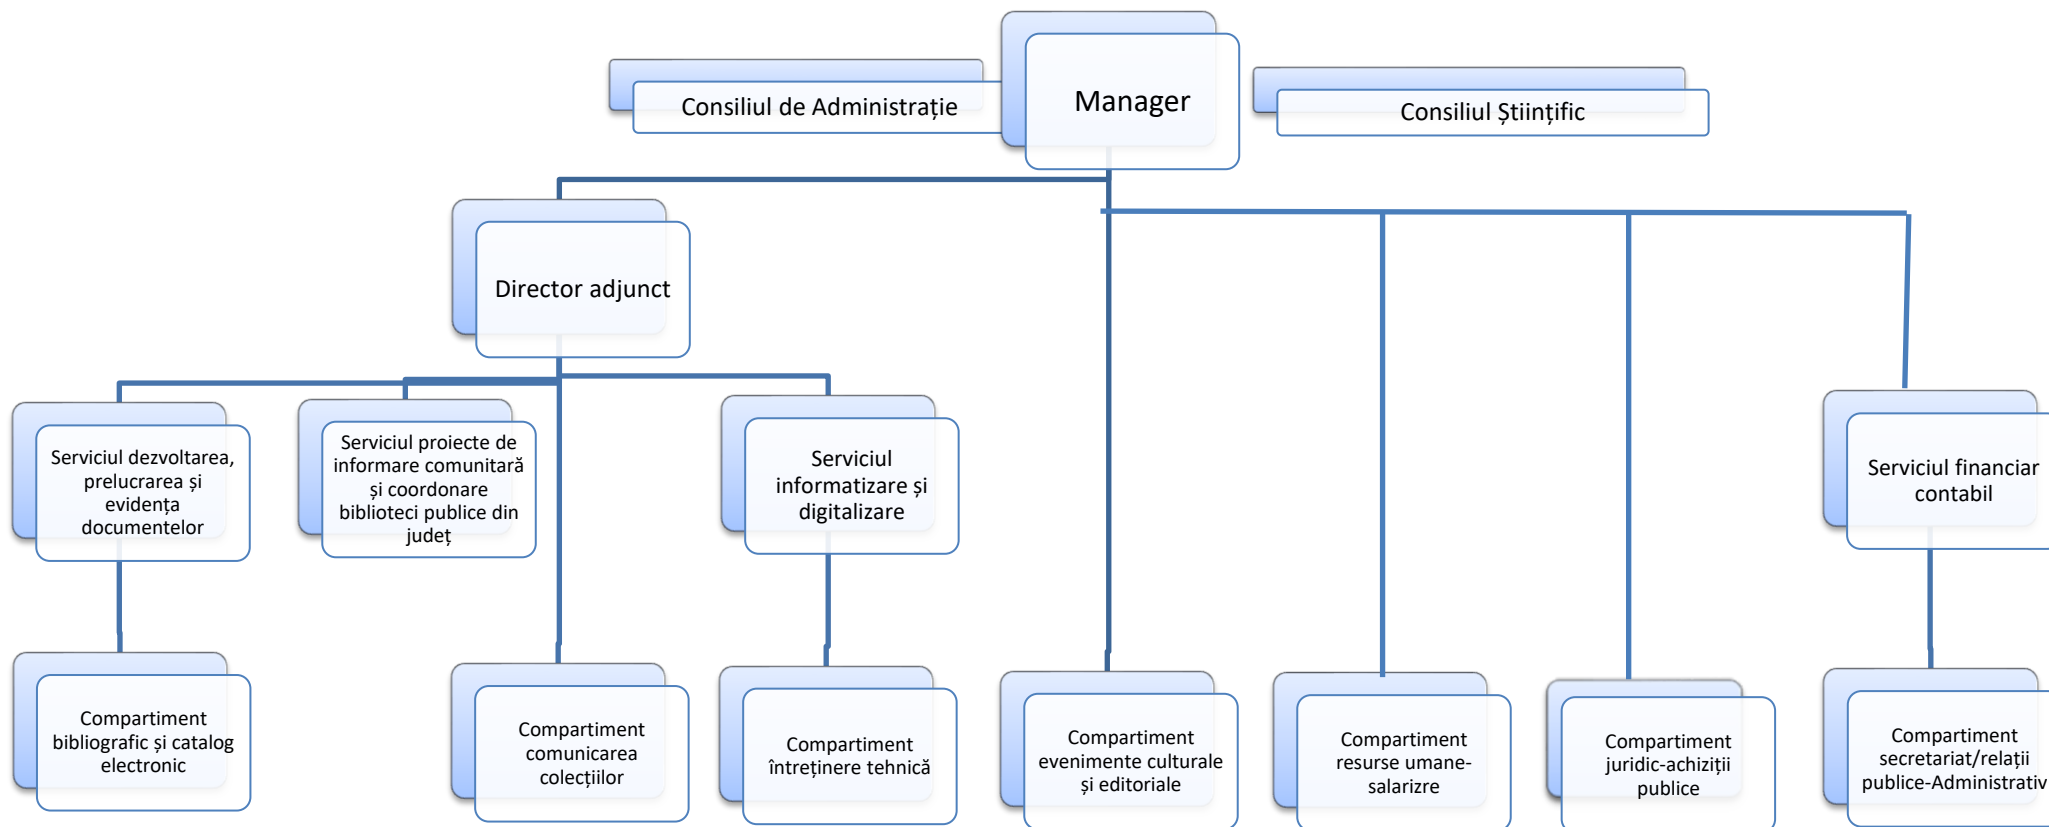 Manager
Consiliul de Administrație
Consiliul Științific
Director adjunct
Serviciul dezvoltarea,
prelucrarea și
evidența
documentelor
Serviciul proiecte de
informare comunitară
și coordonare
biblioteci publice din
județ
Serviciul
informatizare și
digitalizare
Serviciul financiar
contabil
Compartiment
bibliografic și catalog
electronic
Compartiment
comunicarea
colecțiilor
Compartiment
întreținere tehnică
Compartiment
evenimente culturale
și editoriale
Compartiment
resurse umane-
salarizre
Compartiment
juridic-achiziții
publice
Compartiment
secretariat/relații
publice-Administrativ